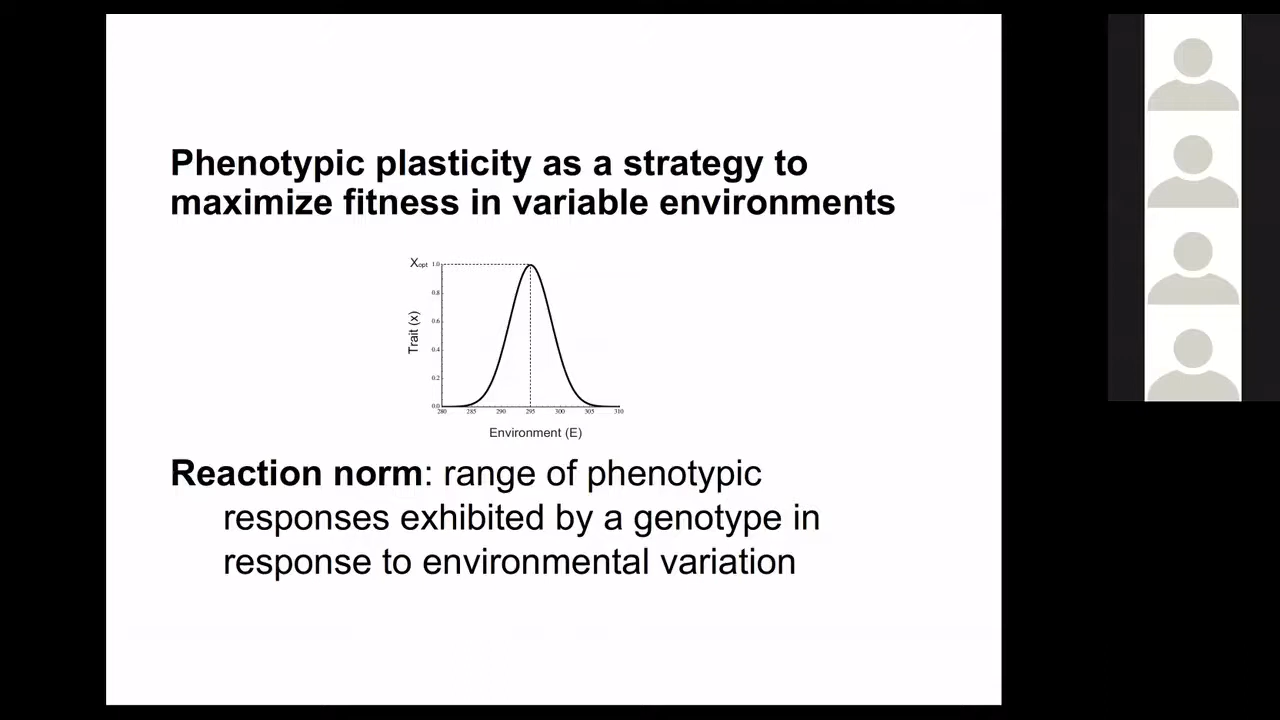 Phenotypic plasticity as a strategy to
maximize fitness in variable environments
Xopt
1.0
0.8
0.6
0.4
0.2
0.0
Trait (x)
280 285 290 295 300 305 310
Environment (E)
Reaction norm: range of phenotypic
responses exhibited by a genotype in
response to environmental variation